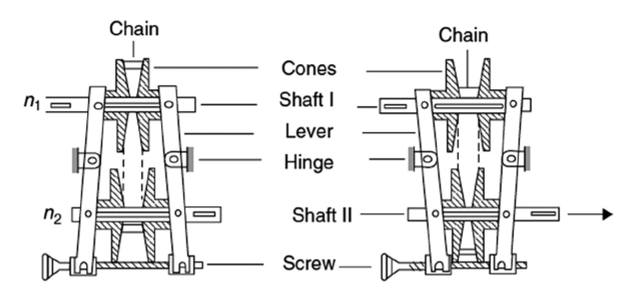 Chain
Chain
Cones
n1
Shaft I
Lever
Hinge
n2
Shaft II
Screw